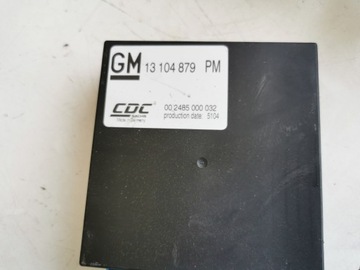 GM 13 104 879 PM
CDC ® 00 2485 000 032
production date: 5104